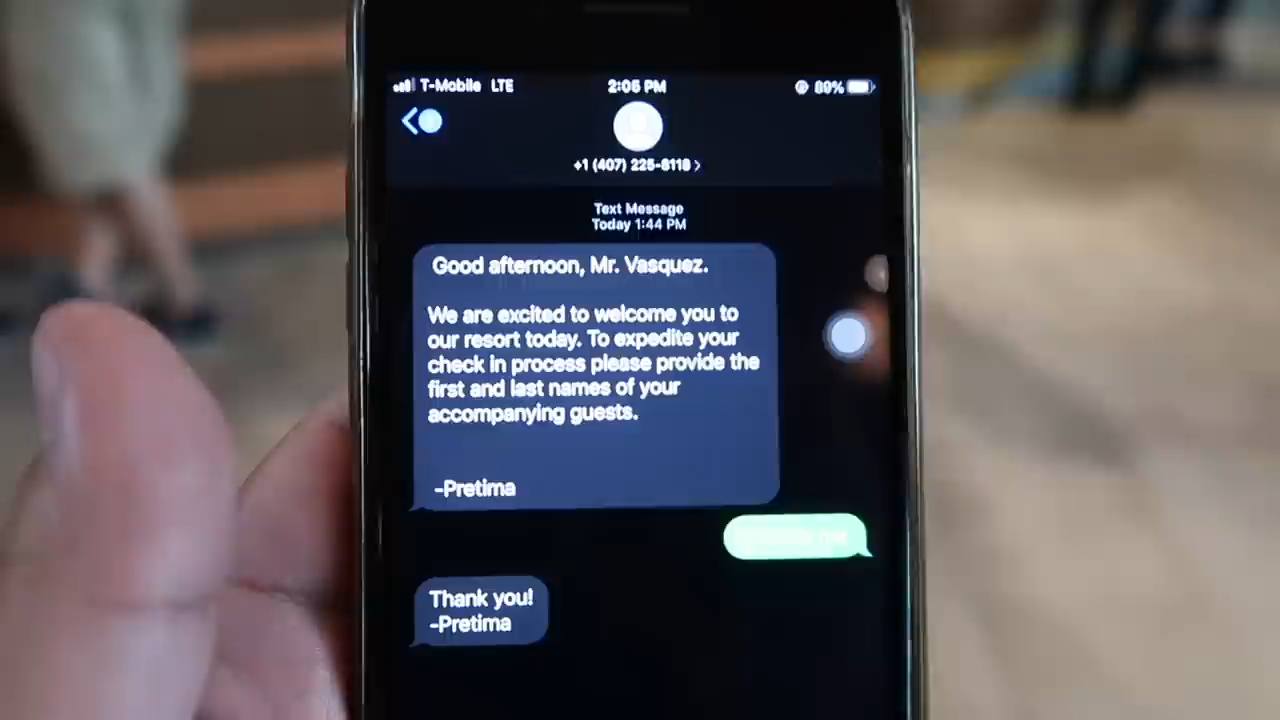 T-Mobile LTE 2:05 PM 89%
+1 (407) 225-8118 >
Text Message
Today 1:44 PM
Good afternoon, Mr. Vasquez.
We are excited to welcome you to
our resort today. To expedite your
check in process please provide the
first and last names of your
accompanying guests.
-Pretima
Thank you!
-Pretima